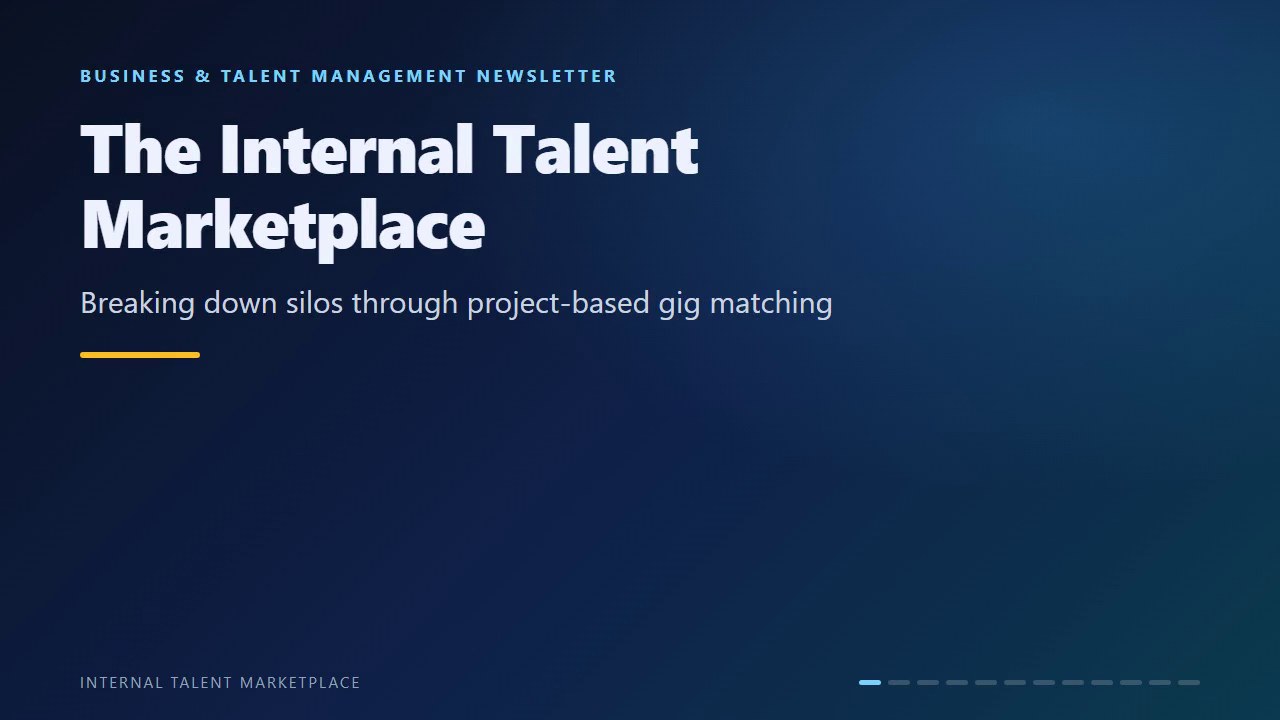 BUSINESS & TALENT MANAGEMENT NEWSLETTER
The Internal Talent
Marketplace
Breaking down silos through project-based gig matching
INTERNAL TALENT MARKETPLACE